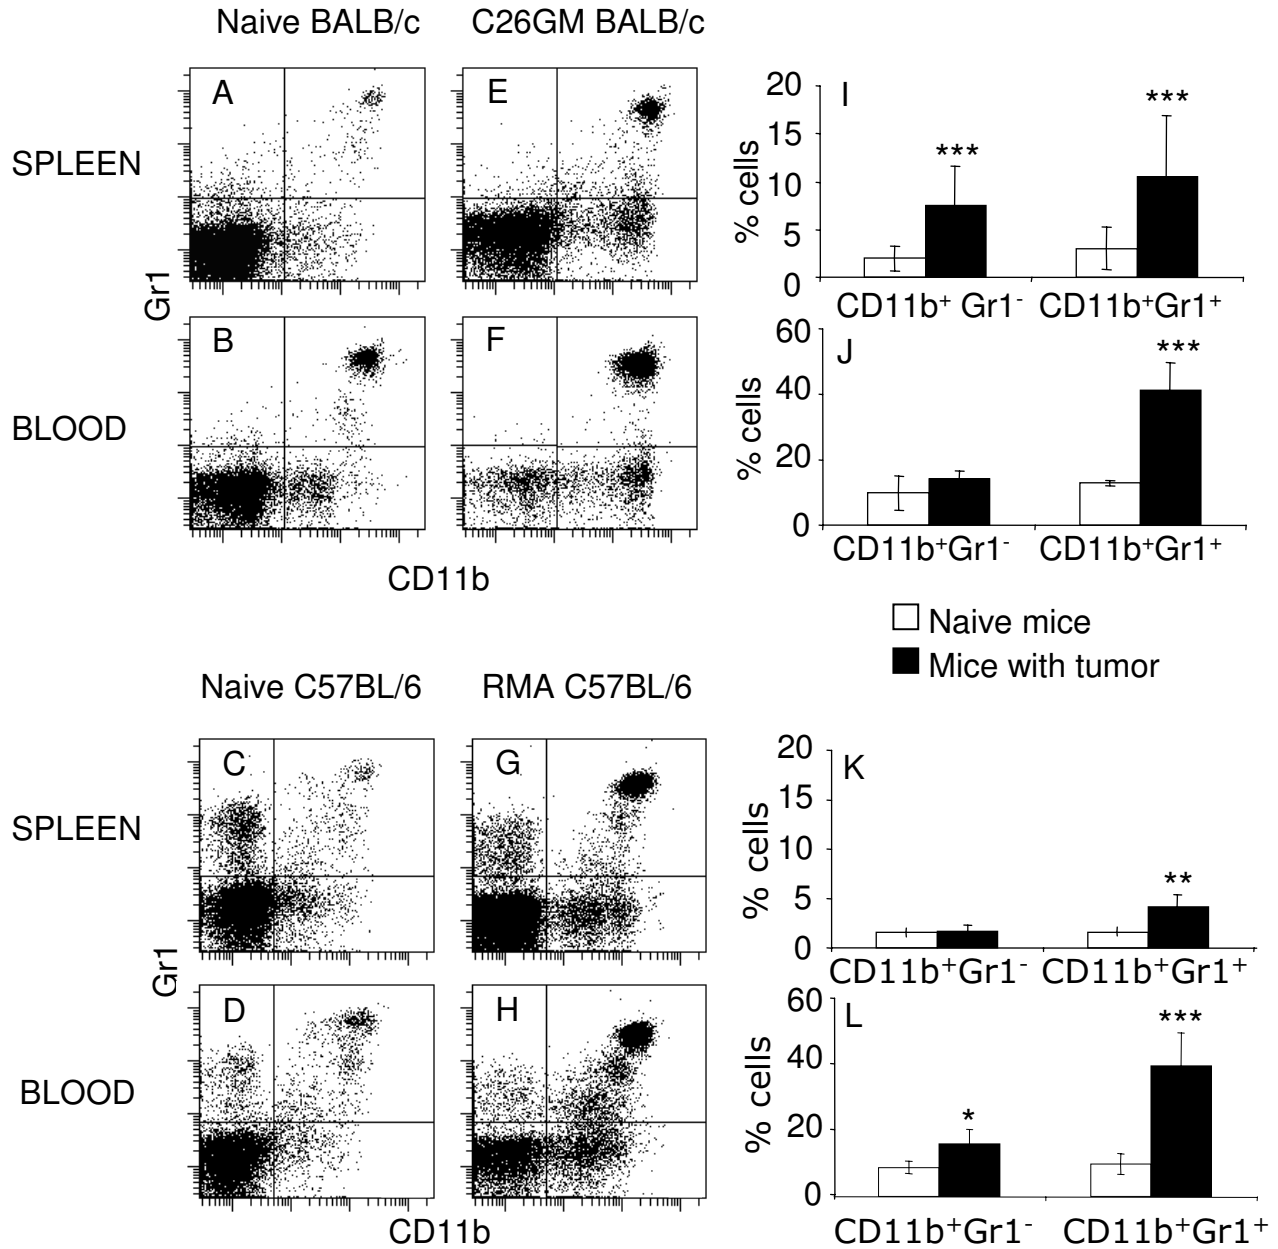 Naive BALB/c
C26GM BALB/c
A
E
SPLEEN
B
F
BLOOD
Gr1
CD11b
I
% cells
20
15
10
5
0
***
***
CD11b⁺ Gr1⁻
CD11b⁺Gr1⁺
J
% cells
60
40
20
0
***
CD11b⁺Gr1⁻
CD11b⁺Gr1⁺
Naive mice
Mice with tumor
Naive C57BL/6
RMA C57BL/6
C
G
SPLEEN
D
H
BLOOD
Gr1
CD11b
K
% cells
20
15
10
5
0
**
CD11b⁺Gr1⁻
CD11b⁺Gr1⁺
L
% cells
60
40
20
0
*
***
CD11b⁺Gr1⁻
CD11b⁺Gr1⁺